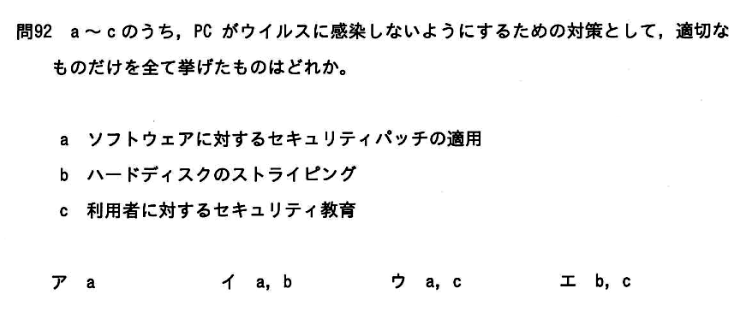 問92 a～cのうち，PC がウイルスに感染しないようにするための対策として，適切な
ものだけを全て挙げたものはどれか。
a ソフトウェアに対するセキュリティパッチの適用
b ハードディスクのストライピング
c 利用者に対するセキュリティ教育
ア a イ a, b ウ a, c エ b, c